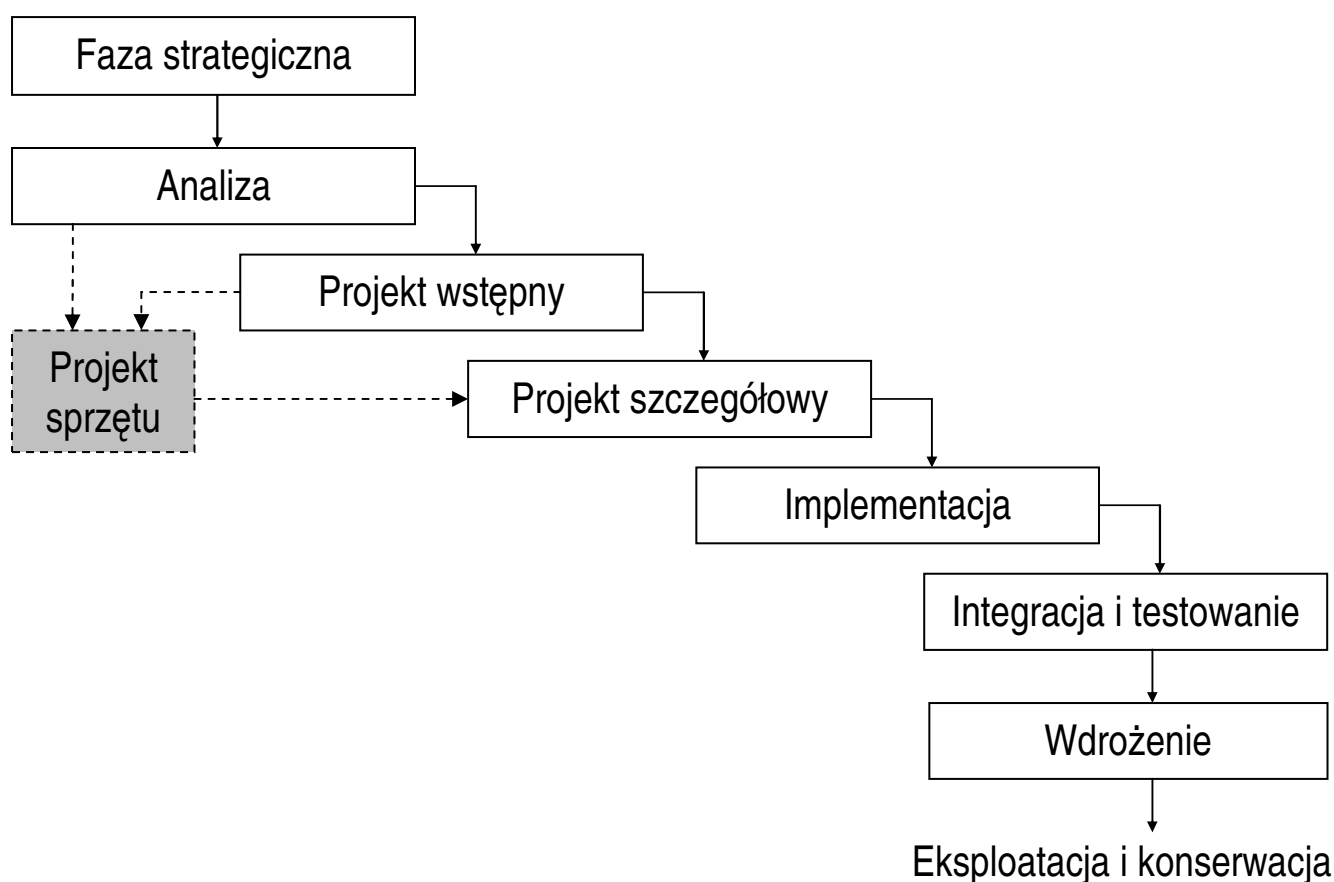 Faza strategiczna
Analiza
Projekt wstępny
Projekt
sprzętu
Projekt szczegółowy
Implementacja
Integracja i testowanie
Wdrożenie
Eksploatacja i konserwacja